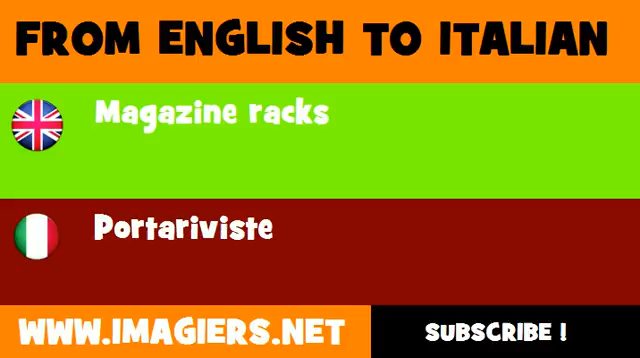 FROM ENGLISH TO ITALIAN
Magazine racks
Portariviste
WWW.IMAGIERS.NET
SUBSCRIBE !